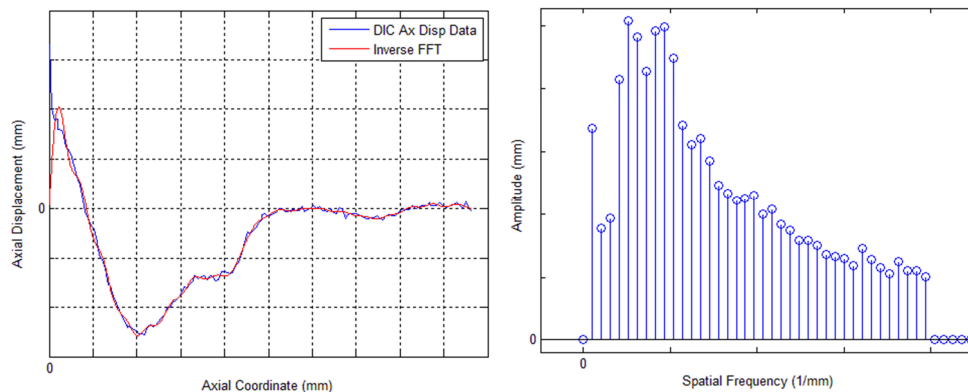 DIC Ax Disp Data
Inverse FFT
Axial Displacement (mm)
0
0
Axial Coordinate (mm)
Amplitude (mm)
0
0
Spatial Frequency (1/mm)